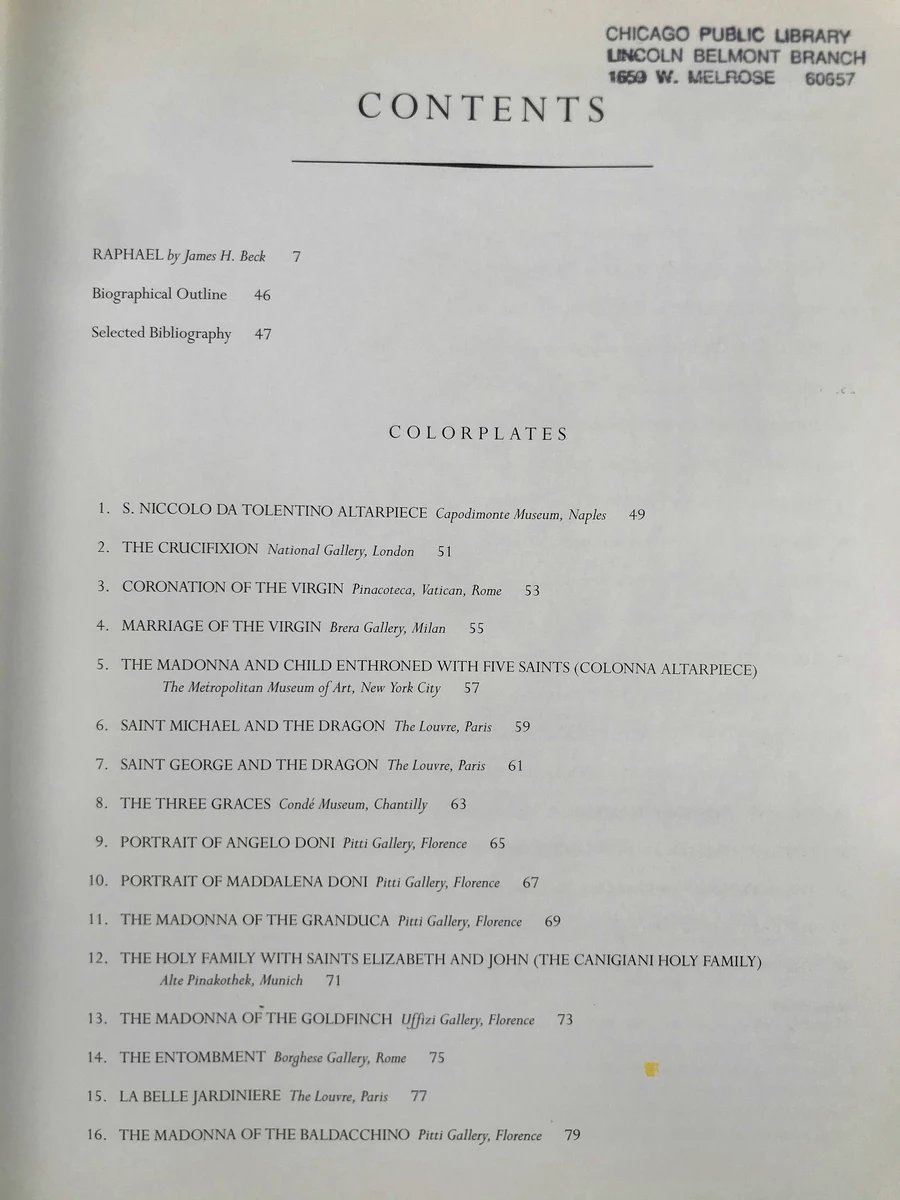 CHICAGO PUBLIC LIBRARY
LINCOLN BELMONT BRANCH
1659 W. MELROSE 60657
CONTENTS
RAPHAEL by James H. Beck 7
Biographical Outline 46
Selected Bibliography 47
COLORPLATES
1. S. NICCOLO DA TOLENTINO ALTARPIECE Capodimonte Museum, Naples 49
2. THE CRUCIFIXION National Gallery, London 51
3. CORONATION OF THE VIRGIN Pinacoteca, Vatican, Rome 53
4. MARRIAGE OF THE VIRGIN Brera Gallery, Milan 55
5. THE MADONNA AND CHILD ENTHRONED WITH FIVE SAINTS (COLONNA ALTARPIECE)
The Metropolitan Museum of Art, New York City 57
6. SAINT MICHAEL AND THE DRAGON The Louvre, Paris 59
7. SAINT GEORGE AND THE DRAGON The Louvre, Paris 61
8. THE THREE GRACES Condé Museum, Chantilly 63
9. PORTRAIT OF ANGELO DONI Pitti Gallery, Florence 65
10. PORTRAIT OF MADDALENA DONI Pitti Gallery, Florence 67
11. THE MADONNA OF THE GRANDUCA Pitti Gallery, Florence 69
12. THE HOLY FAMILY WITH SAINTS ELIZABETH AND JOHN (THE CANIGIANI HOLY FAMILY)
Alte Pinakothek, Munich 71
13. THE MADONNA OF THE GOLDFINCH Uffizi Gallery, Florence 73
14. THE ENTOMBMENT Borghese Gallery, Rome 75
15. LA BELLE JARDINIERE The Louvre, Paris 77
16. THE MADONNA OF THE BALDACCHINO Pitti Gallery, Florence 79